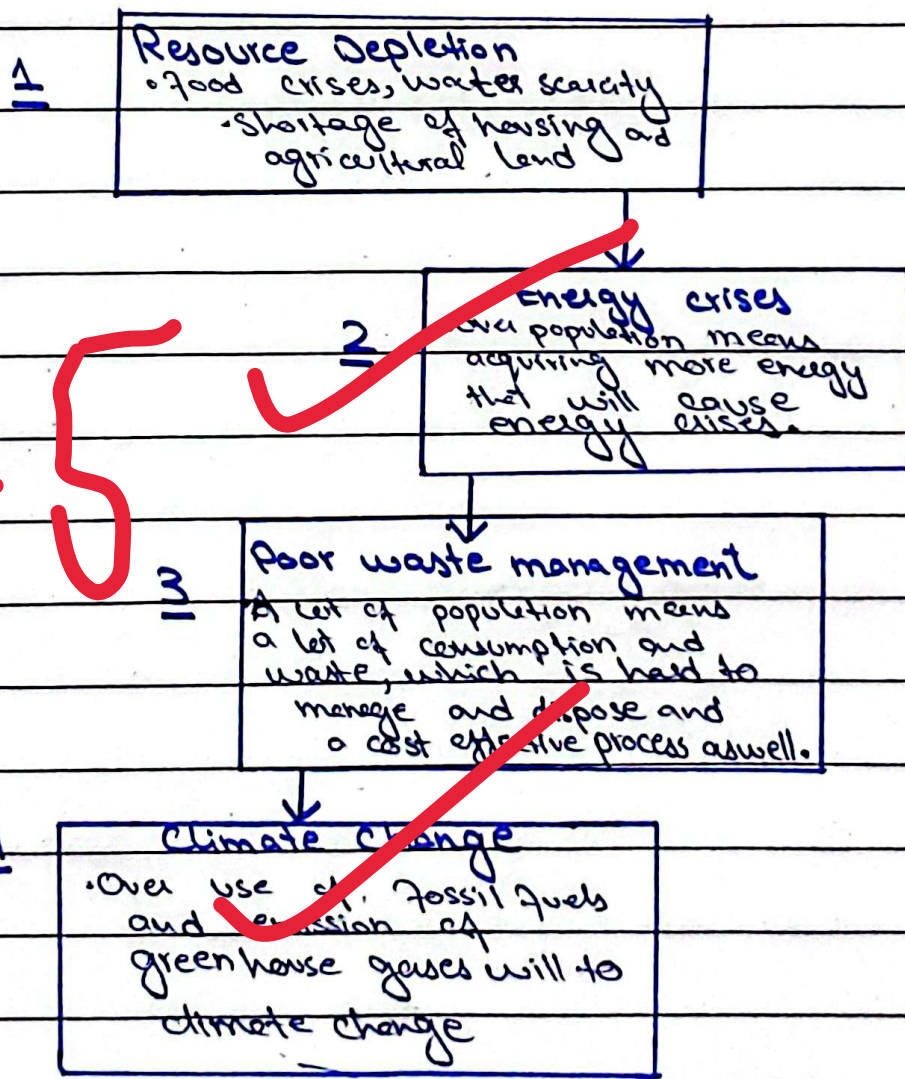 1
Resource Depletion
• Food crises, water scarcity
• Shortage of housing and
agricultural land
2
Energy crises
Over population means
acquiring more energy
that will cause
energy crises.
3
Poor waste management
A lot of population means
a lot of consumption and
waste, which is hard to
manage and dispose and
a cost effective process aswell.
Climate Change
• Over use of fossil fuels
and emission of
greenhouse gases will to
climate change
5